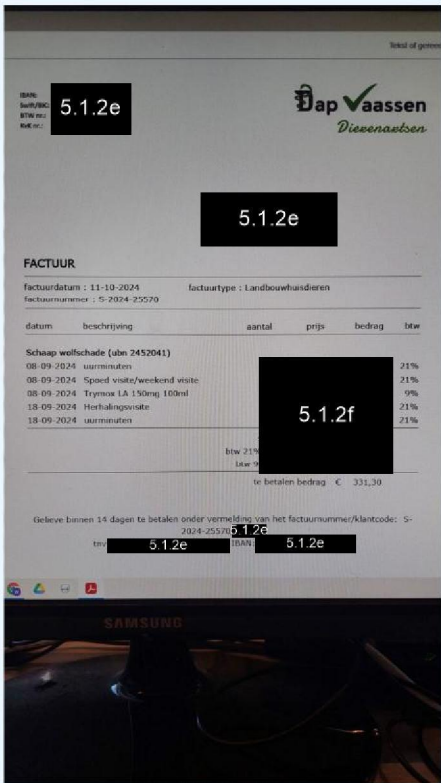 Tekst of
IBAN:
Swift/BIC:
BTW nr.:
KvK nr.:
5.1.2e
Dap Vaassen
Dierenartsen
5.1.2e
FACTUUR
factuurdatum : 11-10-2024 factuurtype : Landbouwhuisdieren
factuurnummer : S-2024-25570
datum beschrijving aantal prijs bedrag btw
Schaap wolfschade (ubn 2452041)
08-09-2024 uurminuten 21%
08-09-2024 Spoed visite/weekend visite 21%
08-09-2024 Trymox LA 150mg 100ml 9%
18-09-2024 Herhalingsvisite 21%
18-09-2024 uurminuten 21%
5.1.2f
btw 21%
btw 9
te betalen bedrag € 331,30
Gelieve binnen 14 dagen te betalen onder vermelding van het factuurnummer/klantcode: S-
2024-25570 5.1.2e
tnv 5.1.2e IBAN 5.1.2e
SAMSUNG